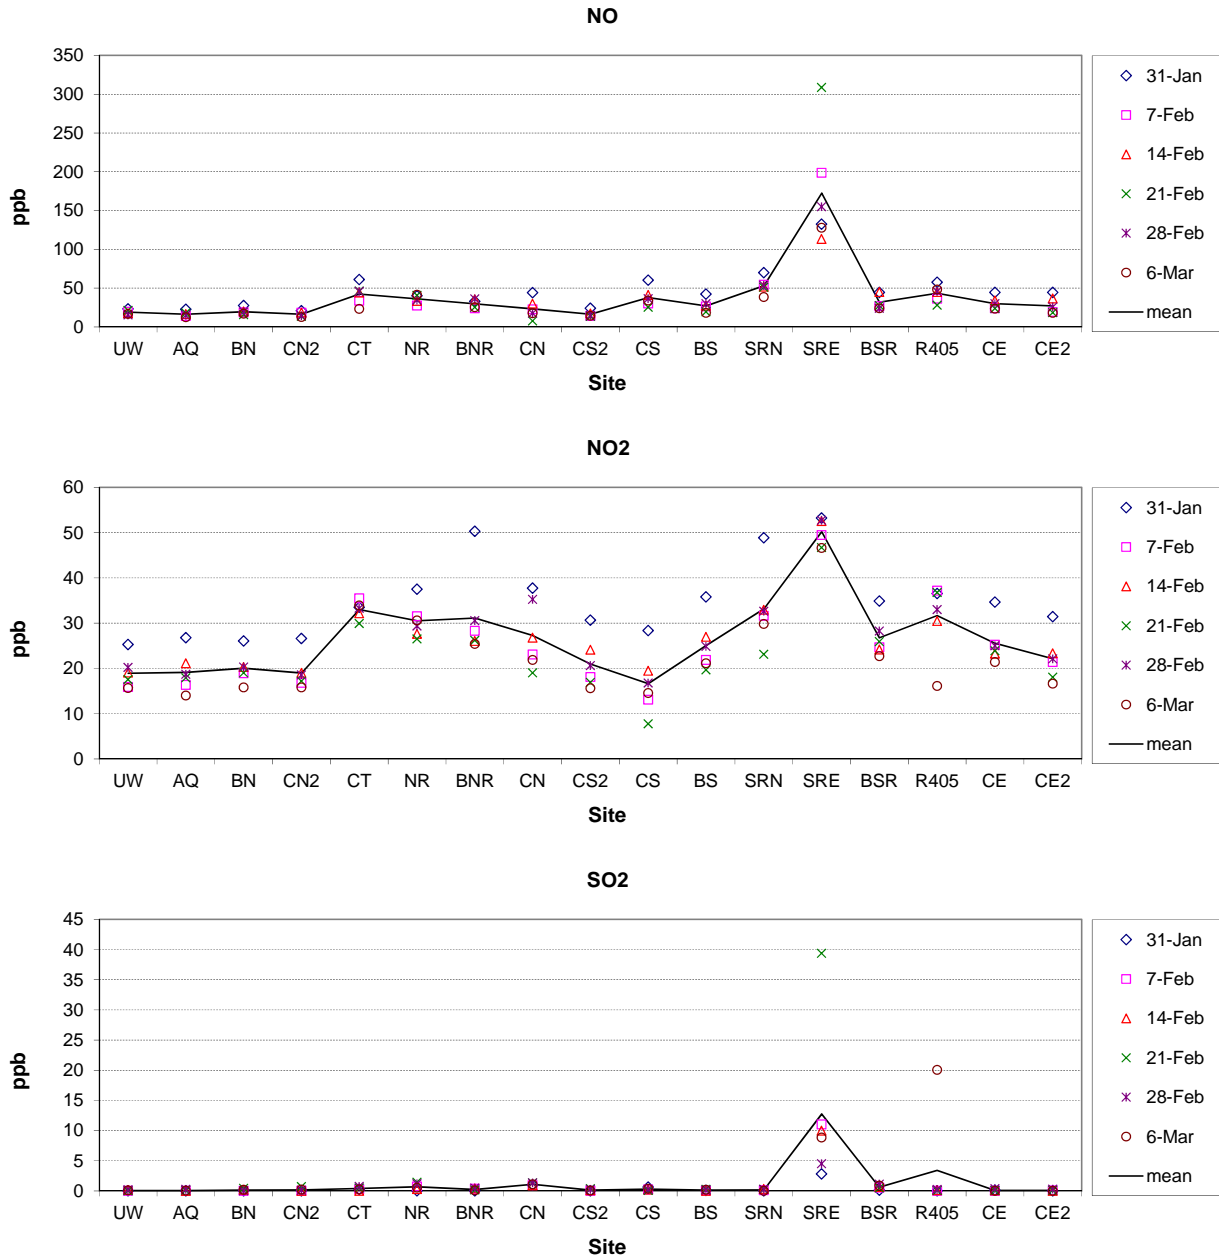 NO
350
300
250
200
150
100
50
0
ppb
UW AQ BN CN2 CT NR BNR CN CS2 CS BS SRN SRE BSR R405 CE CE2
Site
31-Jan
7-Feb
14-Feb
21-Feb
28-Feb
6-Mar
mean
NO2
60
50
40
30
20
10
0
ppb
UW AQ BN CN2 CT NR BNR CN CS2 CS BS SRN SRE BSR R405 CE CE2
Site
31-Jan
7-Feb
14-Feb
21-Feb
28-Feb
6-Mar
mean
SO2
45
40
35
30
25
20
15
10
5
0
ppb
UW AQ BN CN2 CT NR BNR CN CS2 CS BS SRN SRE BSR R405 CE CE2
Site
31-Jan
7-Feb
14-Feb
21-Feb
28-Feb
6-Mar
mean